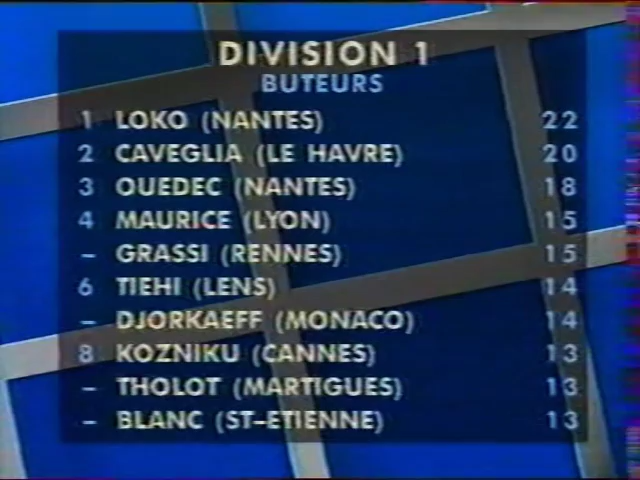 DIVISION 1
BUTEURS
1 LOKO (NANTES) 22
2 CAVEGLIA (LE HAVRE) 20
3 OUEDEC (NANTES) 18
4 MAURICE (LYON) 15
– GRASSI (RENNES) 15
6 TIEHI (LENS) 14
– DJORKAEFF (MONACO) 14
8 KOZNIKU (CANNES) 13
– THOLOT (MARTIGUES) 13
– BLANC (ST–ETIENNE) 13